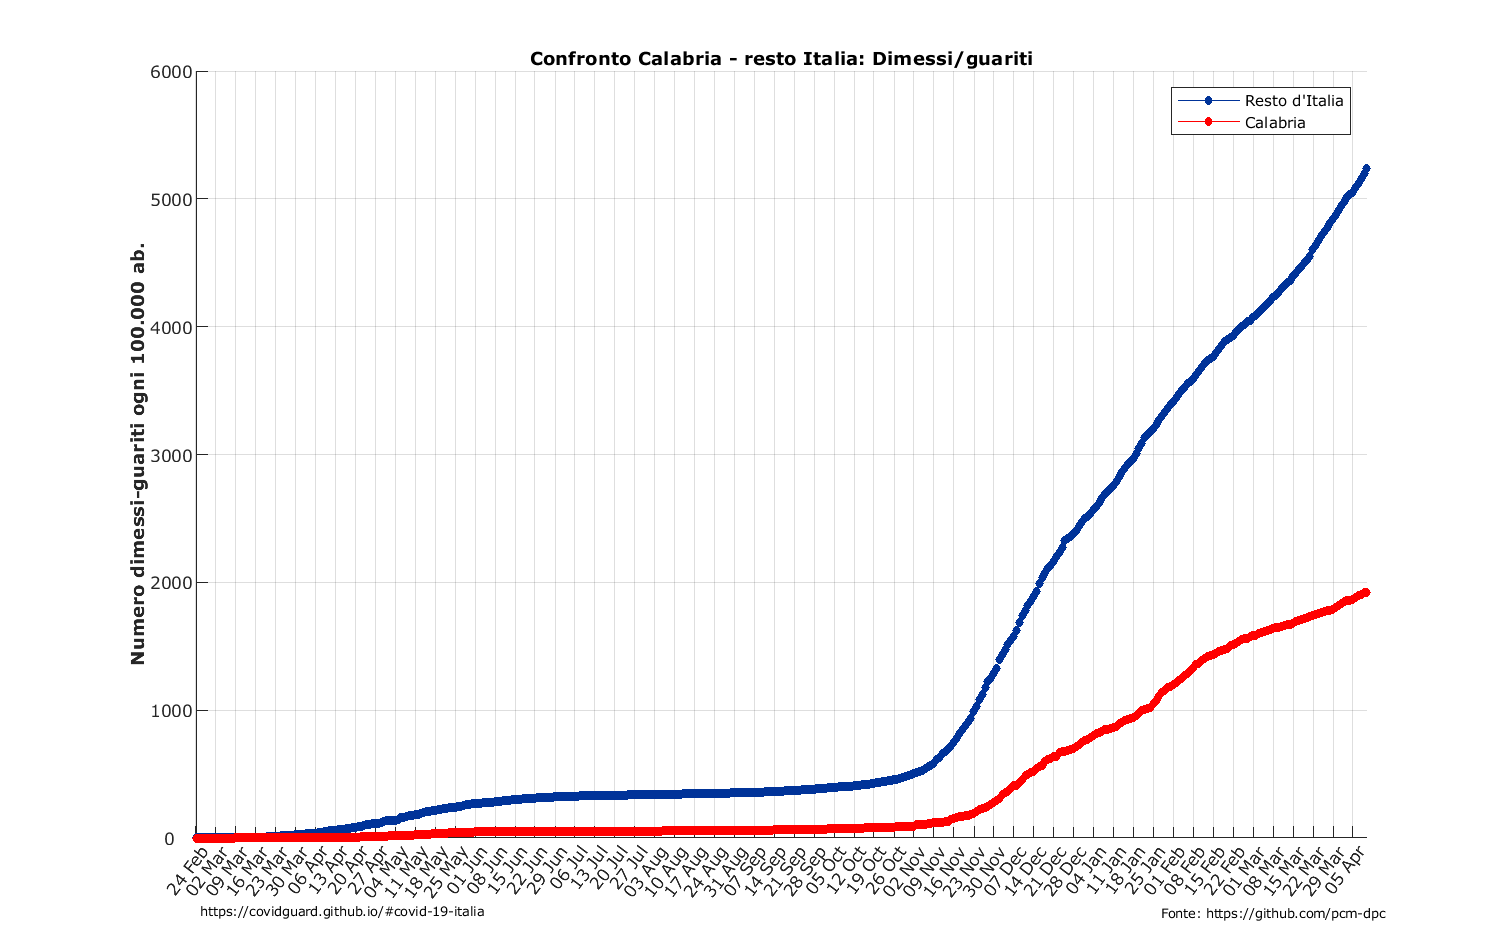 Confronto Calabria - resto Italia: Dimessi/guariti
Resto d'Italia
Calabria
Numero dimessi-guariti ogni 100.000 ab.
6000
5000
4000
3000
2000
1000
0
24 Feb
02 Mar
09 Mar
16 Mar
23 Mar
30 Mar
06 Apr
13 Apr
20 Apr
27 Apr
04 May
11 May
18 May
25 May
01 Jun
08 Jun
15 Jun
22 Jun
29 Jun
06 Jul
13 Jul
20 Jul
27 Jul
03 Aug
10 Aug
17 Aug
24 Aug
31 Aug
07 Sep
14 Sep
21 Sep
28 Sep
05 Oct
12 Oct
19 Oct
26 Oct
02 Nov
09 Nov
16 Nov
23 Nov
30 Nov
07 Dec
14 Dec
21 Dec
28 Dec
04 Jan
11 Jan
18 Jan
25 Jan
01 Feb
08 Feb
15 Feb
22 Feb
01 Mar
08 Mar
15 Mar
22 Mar
29 Mar
05 Apr
https://covidguard.github.io/#covid-19-italia
Fonte: https://github.com/pcm-dpc